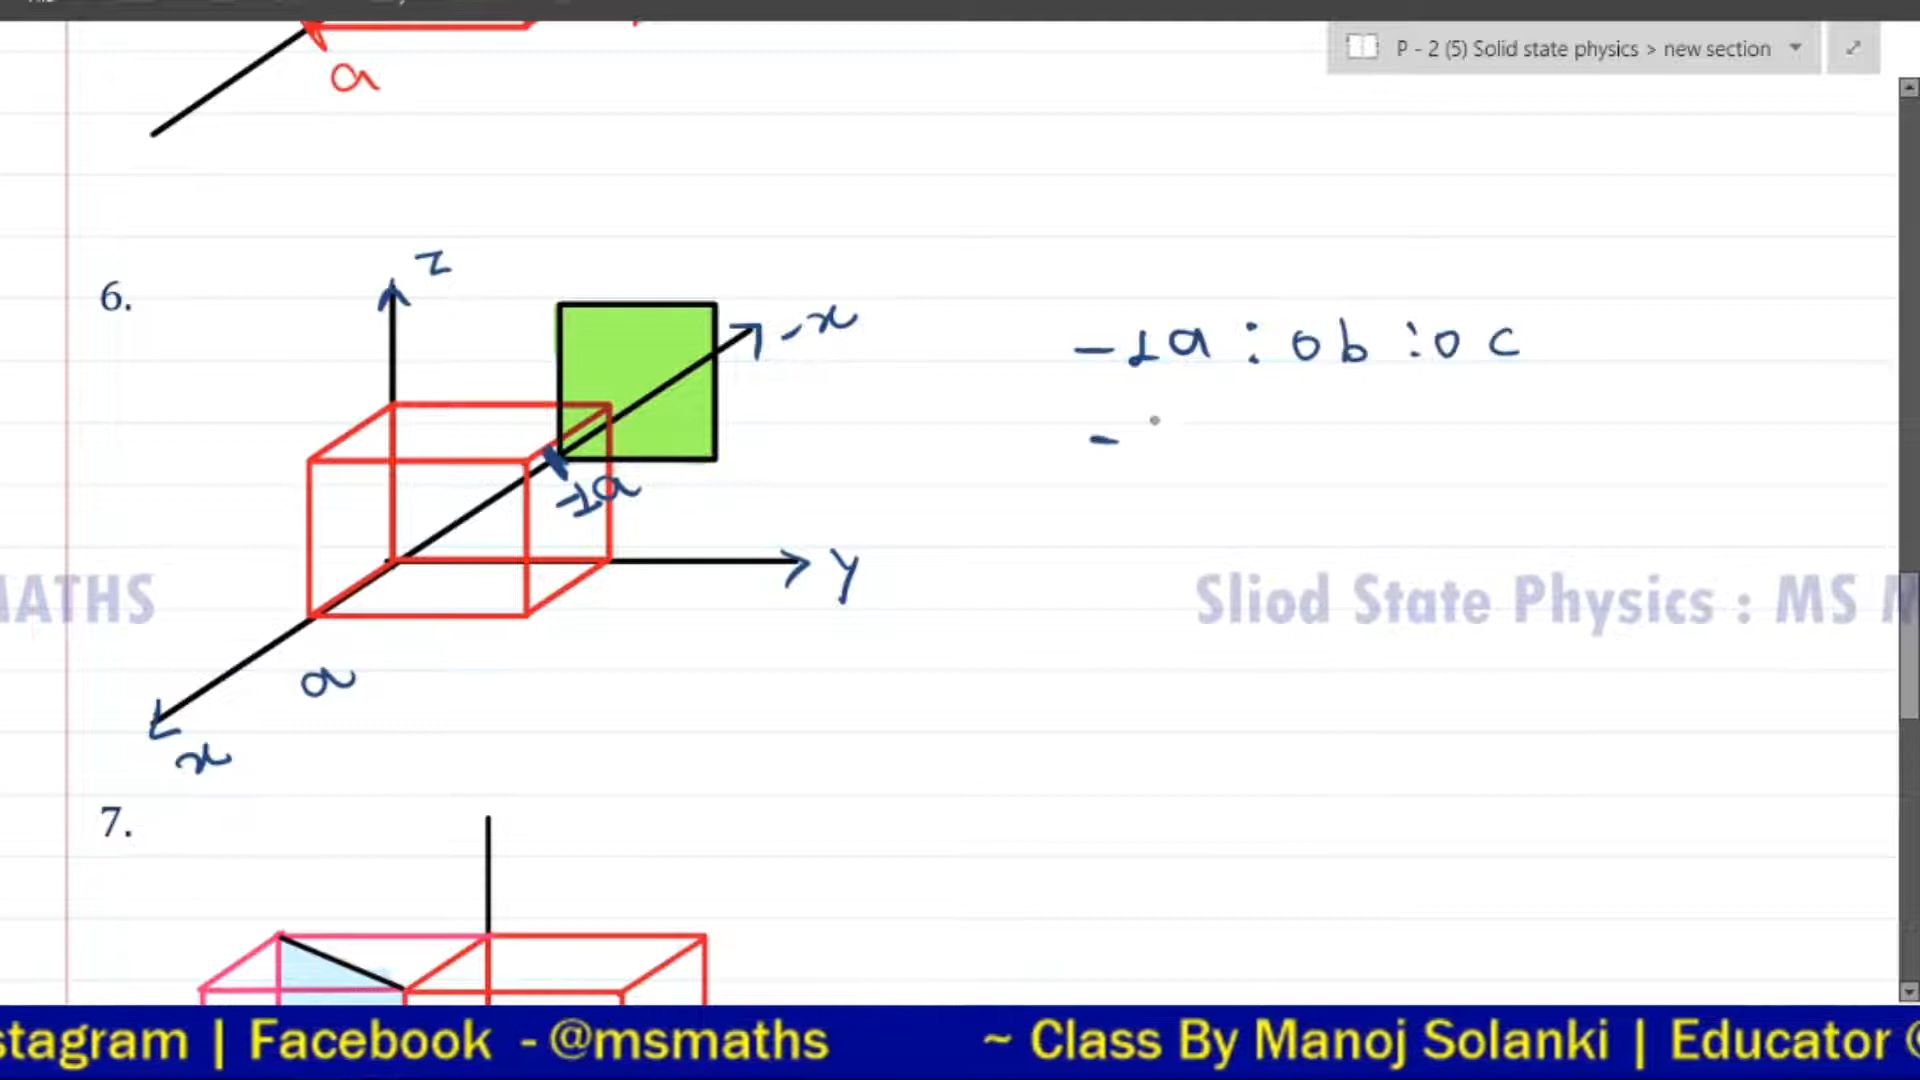 P - 2 (5) Solid state physics > new section
a
6.
z
-x
-1a : 0b : 0c
-
-1a
y
MATHS
Sliod State Physics : MS M
a
x
7.
stagram | Facebook - @msmaths ~ Class By Manoj Solanki | Educator @